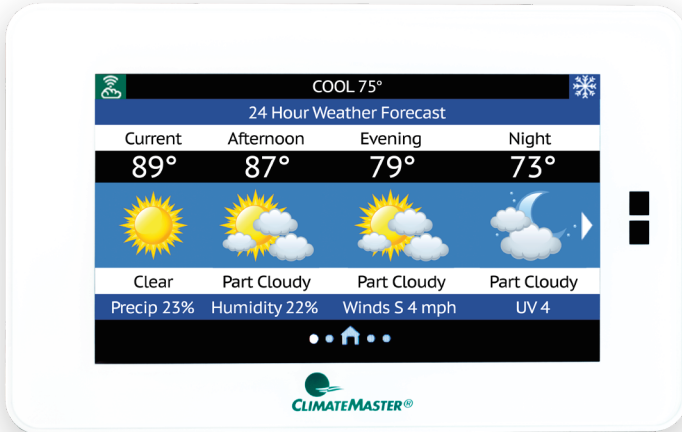 COOL 75°
24 Hour Weather Forecast
Current Afternoon Evening Night
89° 87° 79° 73°
Clear Part Cloudy Part Cloudy Part Cloudy
Precip 23% Humidity 22% Winds S 4 mph UV 4
CLIMATEMASTER®